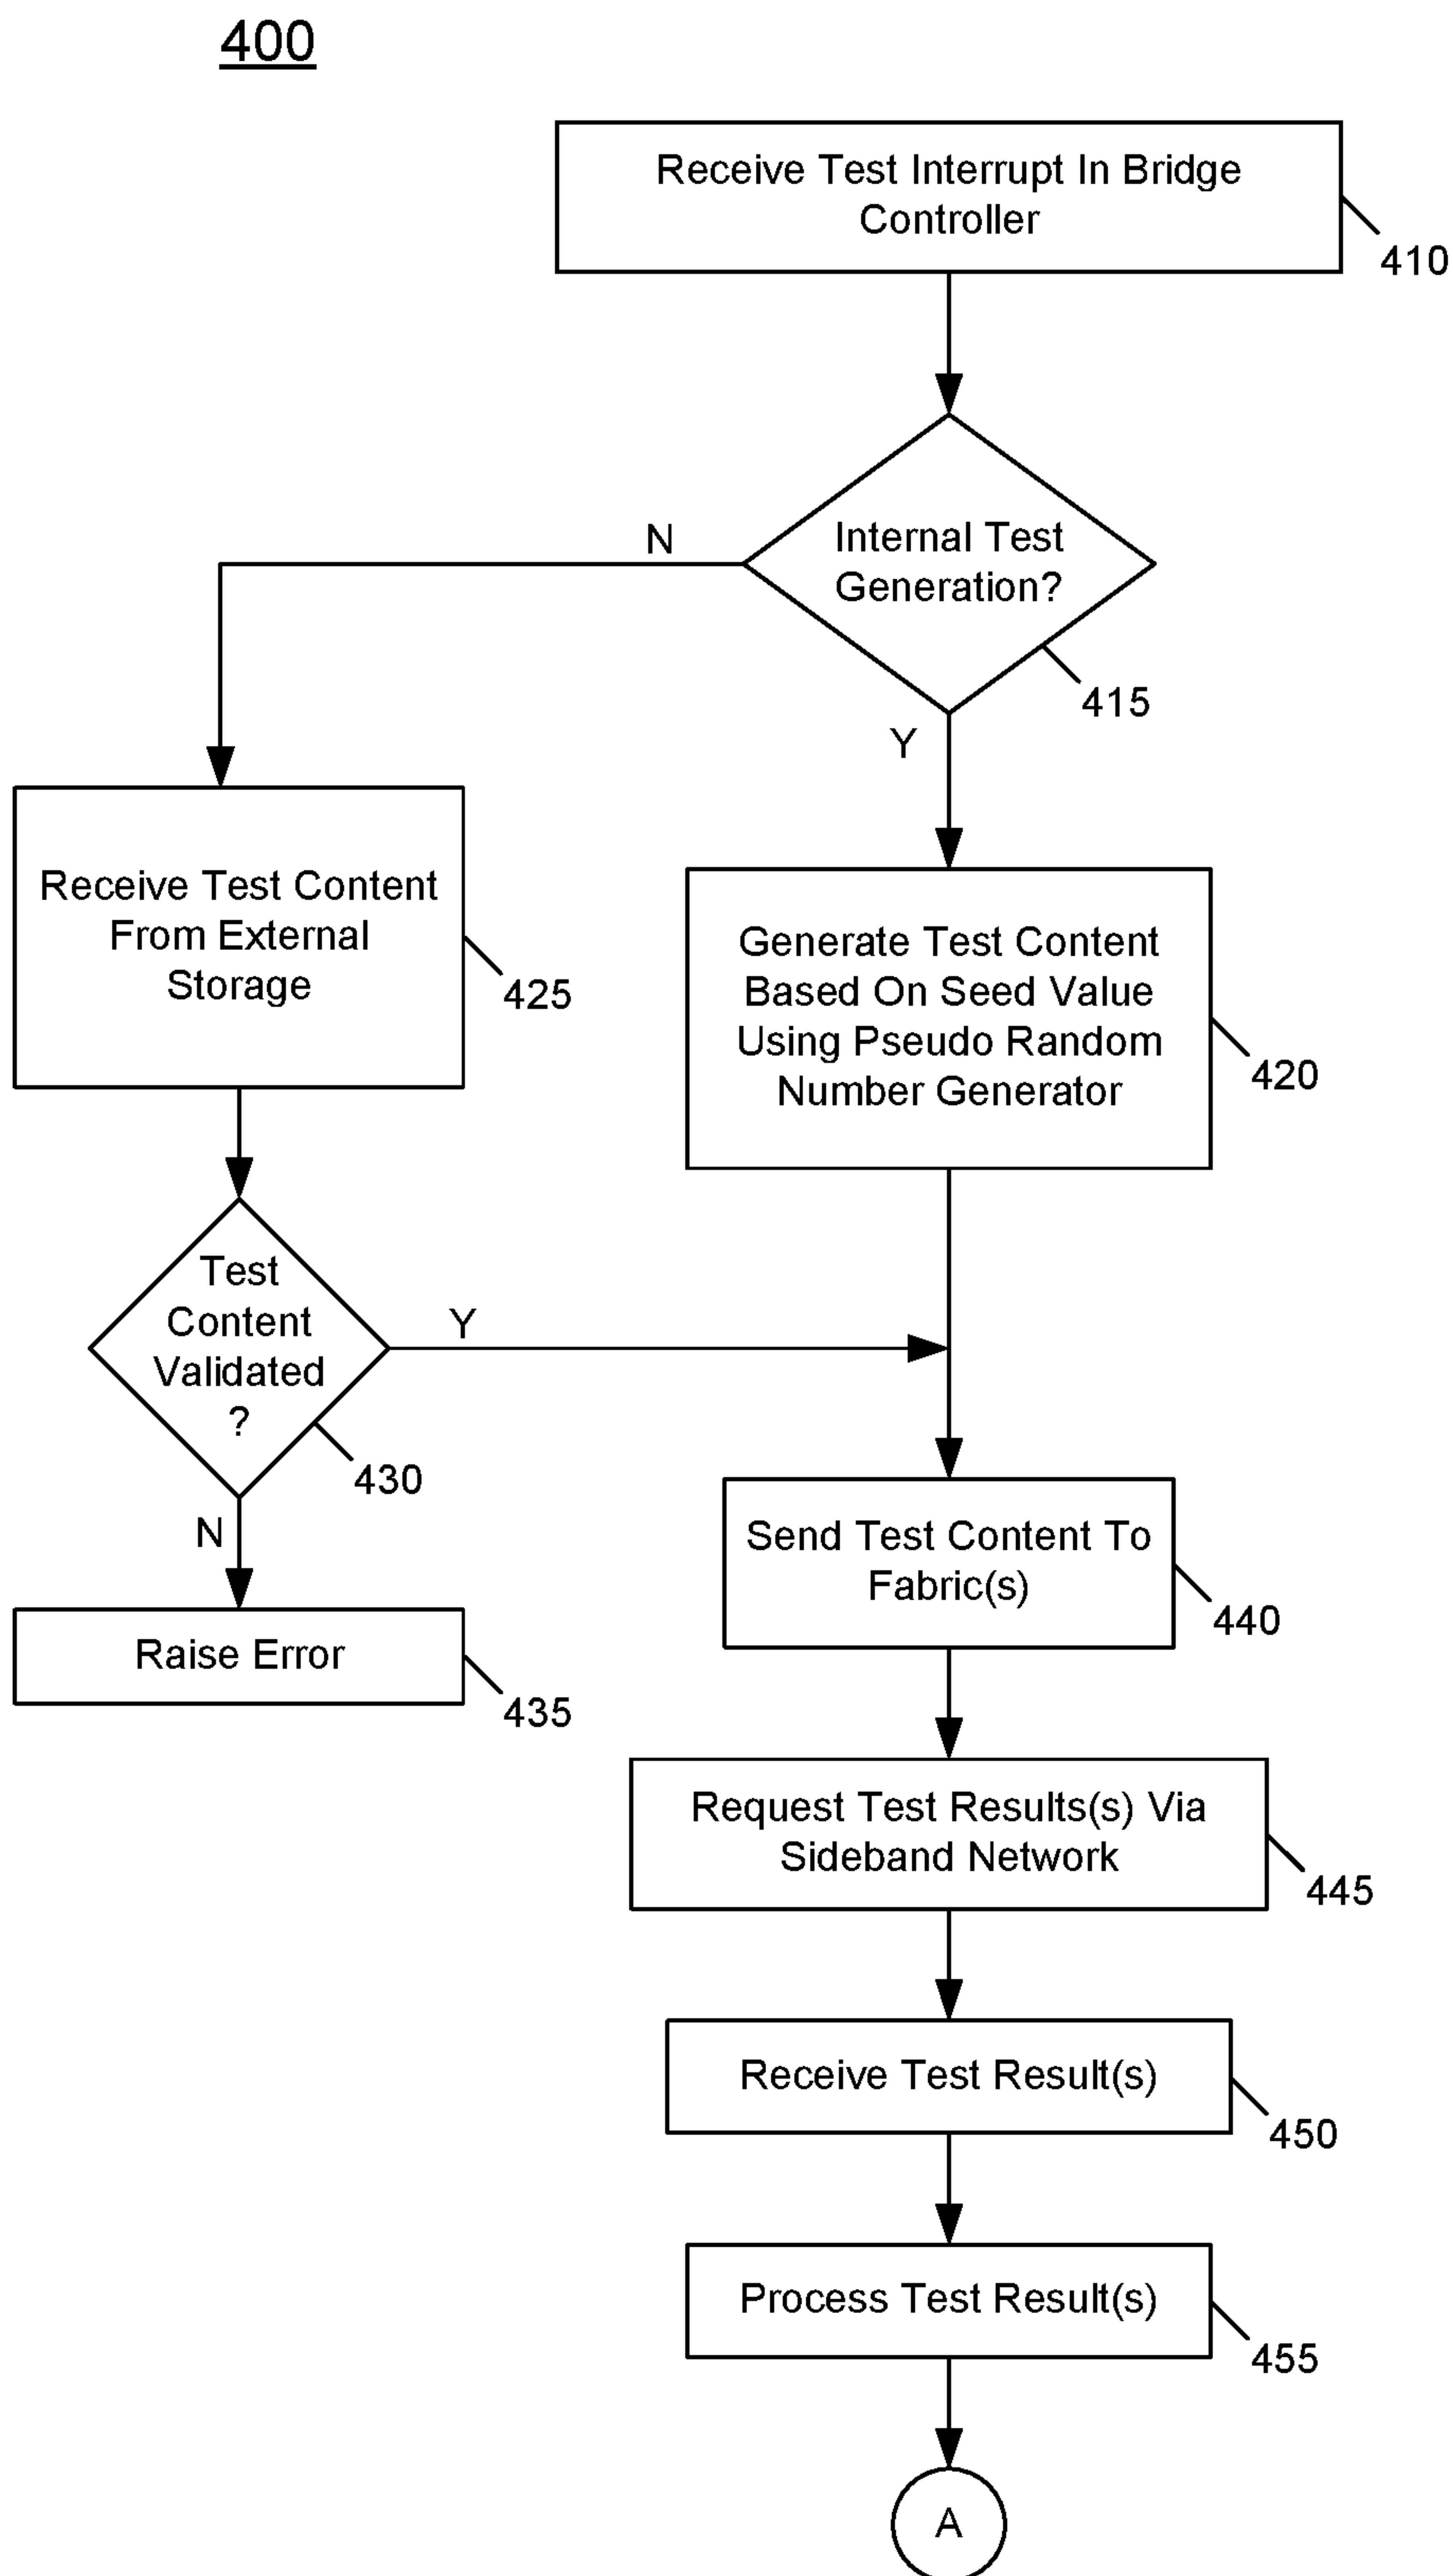 400
Receive Test Interrupt In Bridge
Controller
410
Internal Test
Generation?
415
N
Y
Receive Test Content
From External
Storage
425
Generate Test Content
Based On Seed Value
Using Pseudo Random
Number Generator
420
Test
Content
Validated
?
430
Y
N
Raise Error
435
Send Test Content To
Fabric(s)
440
Request Test Results(s) Via
Sideband Network
445
Receive Test Result(s)
450
Process Test Result(s)
455
A